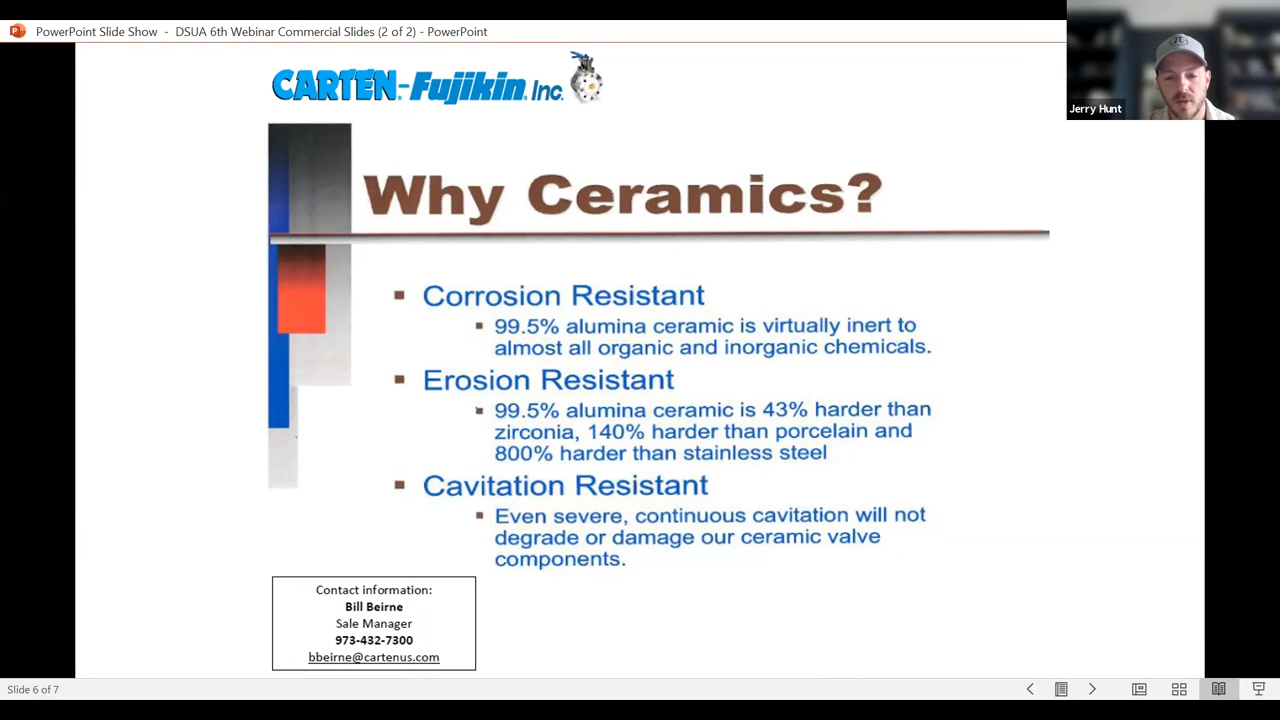 PowerPoint Slide Show - DSUA 6th Webinar Commercial Slides (2 of 2) - PowerPoint
Jerry Hunt
CARTEN-Fujikin, Inc.
Why Ceramics?
Corrosion Resistant
99.5% alumina ceramic is virtually inert to
almost all organic and inorganic chemicals.
Erosion Resistant
99.5% alumina ceramic is 43% harder than
zirconia, 140% harder than porcelain and
800% harder than stainless steel
Cavitation Resistant
Even severe, continuous cavitation will not
degrade or damage our ceramic valve
components.
Contact information:
Bill Beirne
Sale Manager
973-432-7300
bbeirne@cartenus.com
Slide 6 of 7